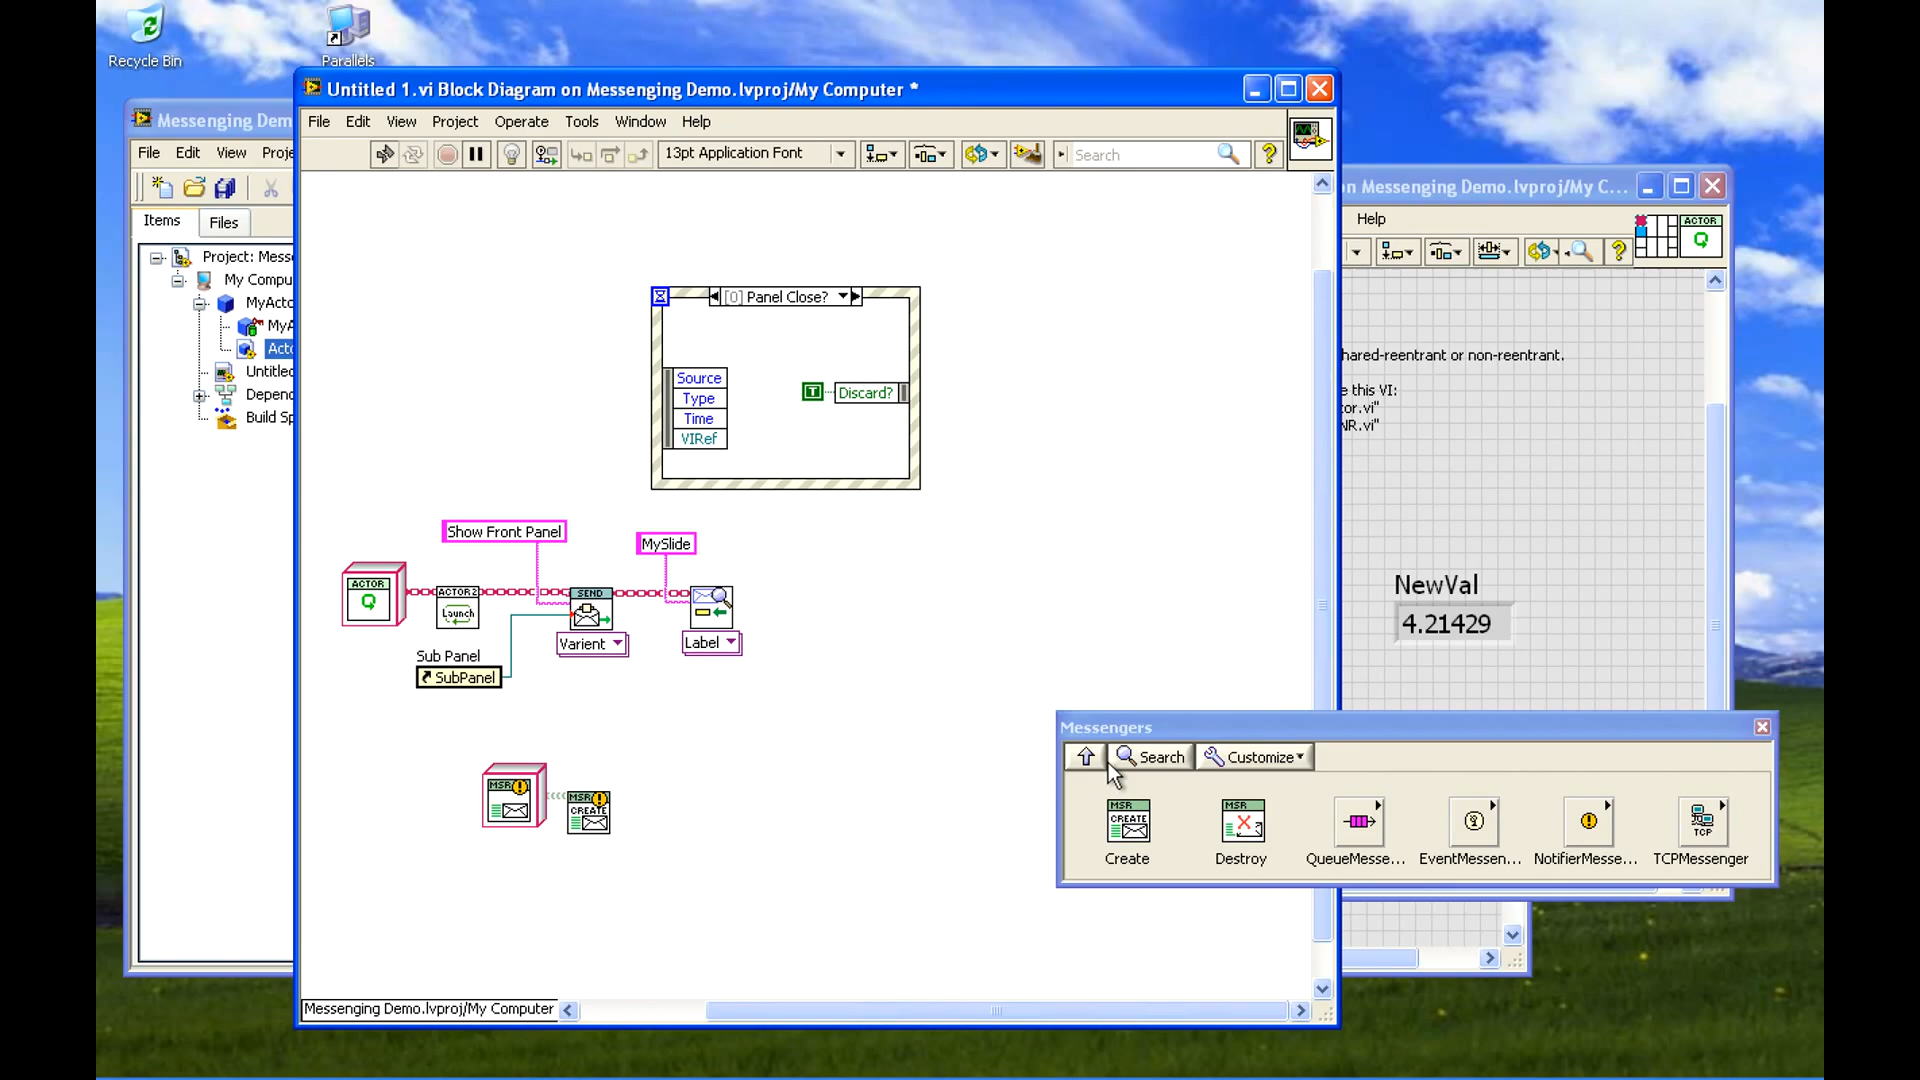 Recycle Bin
Parallels
Messenging Dem
File Edit View Proje
Items
Files
Project: Messe
My Compu
MyActo
MyA
Acto
Untitled
Depend
Build Sp
Untitled 1.vi Block Diagram on Messenging Demo.lvproj/My Computer *
File Edit View Project Operate Tools Window Help
13pt Application Font
Search
[0] Panel Close?
Source
Type
Time
VIRef
T
Discard?
Show Front Panel
MySlide
ACTOR
ACTOR
Launch
SEND
Varient
Label
Sub Panel
SubPanel
MSR
MSR
CREATE
Messenging Demo.lvproj/My Computer
on Messenging Demo.lvproj/My C...
Help
ACTOR
hared-reentrant or non-reentrant.
e this VI:
tor.vi"
NR.vi"
NewVal
4.21429
Messengers
Search
Customize
MSR
CREATE
MSR
TCP
Create
Destroy
QueueMesse...
EventMessen...
NotifierMesse...
TCPMessenger